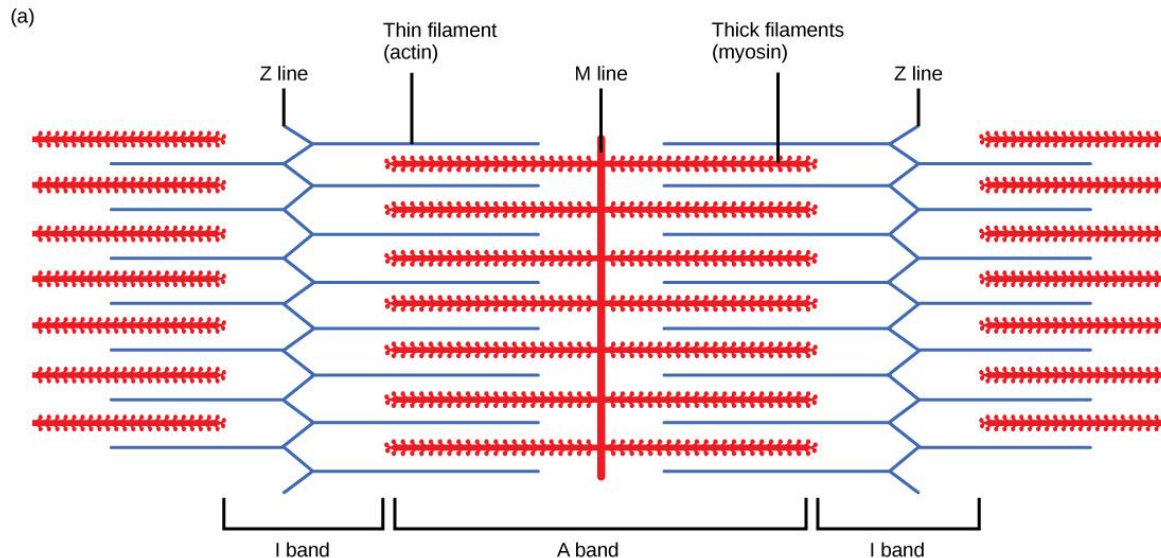 (a)
Thin filament
(actin)
Thick filaments
(myosin)
Z line
M line
Z line
I band
A band
I band